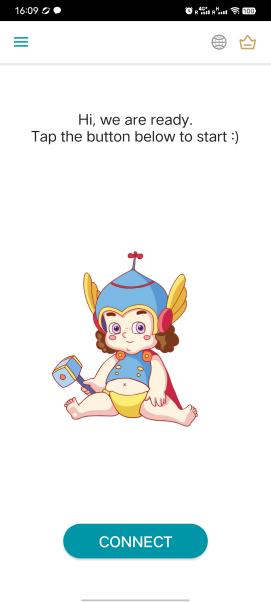 16:09
Hi, we are ready.
Tap the button below to start :)
CONNECT